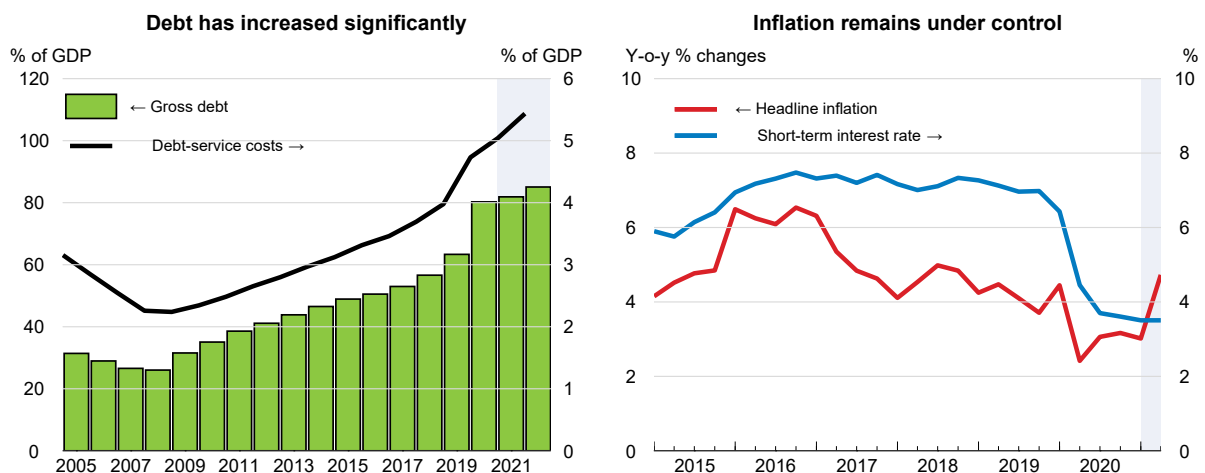 Debt has increased significantly
% of GDP
% of GDP
120
100
80
60
40
20
0
6
5
4
3
2
1
0
← Gross debt
Debt-service costs →
2005 2007 2009 2011 2013 2015 2017 2019 2021
Inflation remains under control
Y-o-y % changes
%
10
8
6
4
2
0
10
8
6
4
2
0
← Headline inflation
Short-term interest rate →
2015 2016 2017 2018 2019 2020